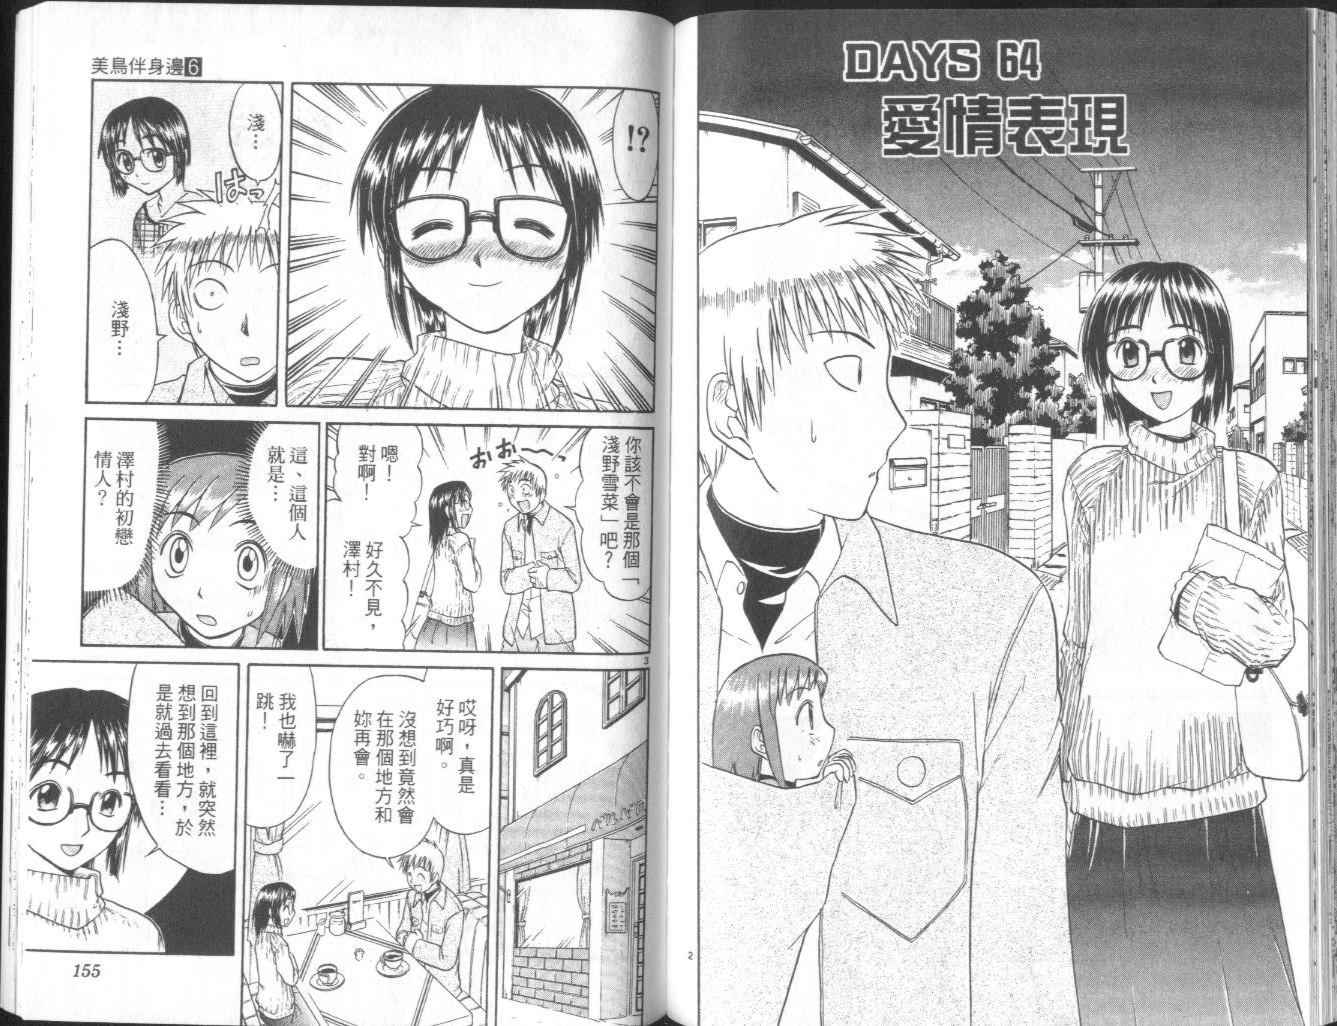 DAYS 64
愛情表現
2
美鳥伴身邊6
!?
淺…
はっ
淺野…
你該不會是那個「
淺野雪菜」吧？
おお〜っ
嗯！
對啊！
好久不見，
澤村！
這、這個人
就是…
澤村的初戀
情人？
3
哎呀，真是
好巧啊。
沒想到竟然會
在那個地方和
妳再會。
我也嚇了一
跳！
回到這裡，就突然
想到那個地方，於
是就過去看看…
155